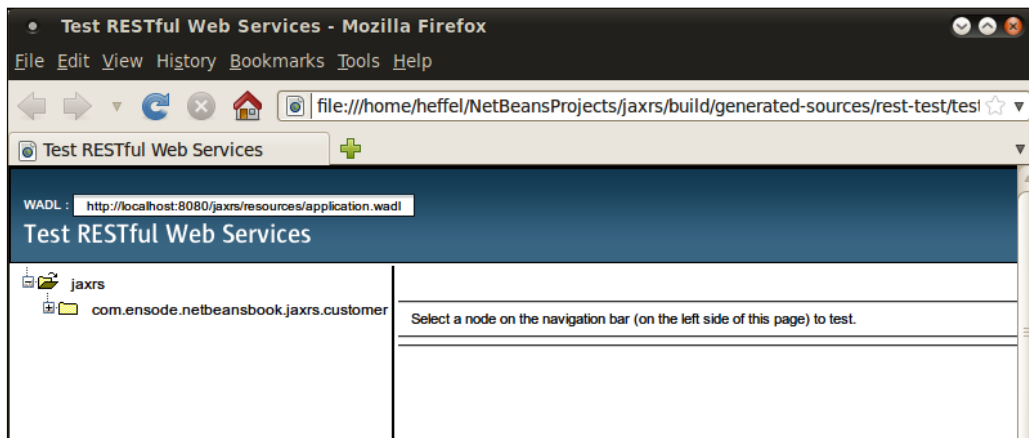 Test RESTful Web Services - Mozilla Firefox
File Edit View History Bookmarks Tools Help
file:///home/heffel/NetBeansProjects/jaxrs/build/generated-sources/rest-test/test
Test RESTful Web Services
WADL : http://localhost:8080/jaxrs/resources/application.wadl
Test RESTful Web Services
jaxrs
com.ensode.netbeansbook.jaxrs.customer
Select a node on the navigation bar (on the left side of this page) to test.